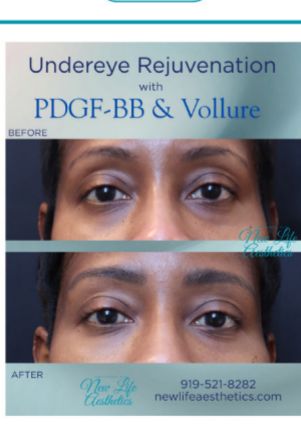 Undereye Rejuvenation
with
PDGF-BB & Vollure
BEFORE
New Life
Aesthetics
AFTER
New Life
Aesthetics
919-521-8282
newlifeaesthetics.com